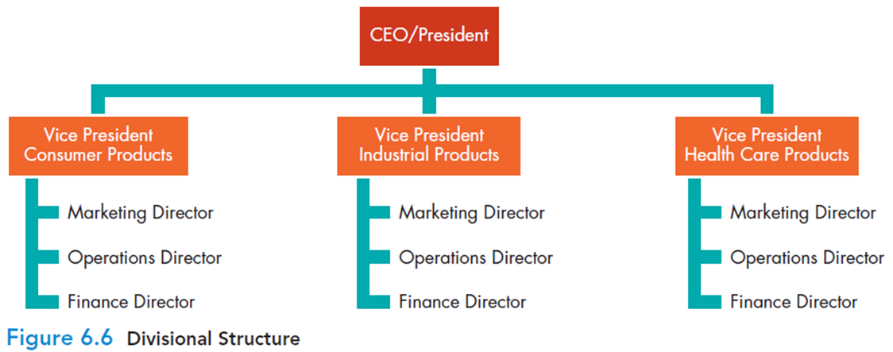 CEO/President
Vice President
Consumer Products
Vice President
Industrial Products
Vice President
Health Care Products
Marketing Director
Operations Director
Finance Director
Marketing Director
Operations Director
Finance Director
Marketing Director
Operations Director
Finance Director
Figure 6.6 Divisional Structure